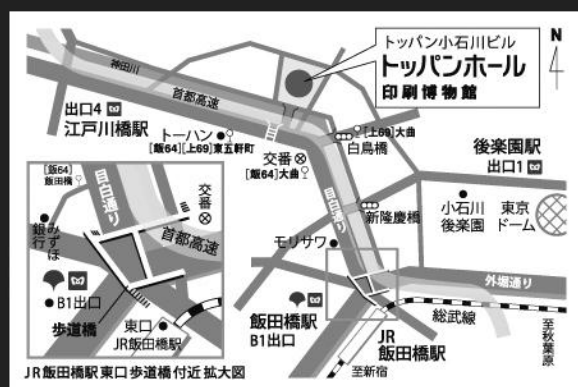 トッパン小石川ビル
トッパンホール
印刷博物館
N
神田川
首都高速
出口4
江戸川橋駅
トーハン
[飯64][上69]東五軒町
[上69]大曲
白鳥橋
交番
[飯64]大曲
後楽園駅
出口1
目白通り
新隆慶橋
小石川
後楽園
東京
ドーム
モリサワ
外堀通り
飯田橋駅
B1出口
JR
飯田橋駅
総武線
至新宿
至秋葉原
[飯64]
飯田橋
目白通り
交番
首都高速
みずほ
銀行
B1出口
歩道橋
東口
JR飯田橋駅
JR飯田橋駅東口歩道橋付近拡大図